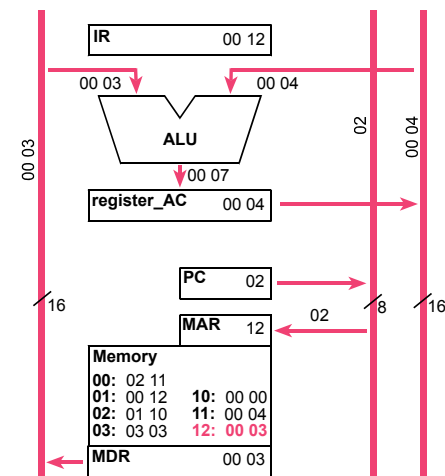 IR 00 12
00 03 00 04
ALU
00 03
02
00 04
00 07
register_AC 00 04
PC 02
16
8
16
02
MAR 12
Memory
00: 02 11
01: 00 12 10: 00 00
02: 01 10 11: 00 04
03: 03 03 12: 00 03
MDR 00 03